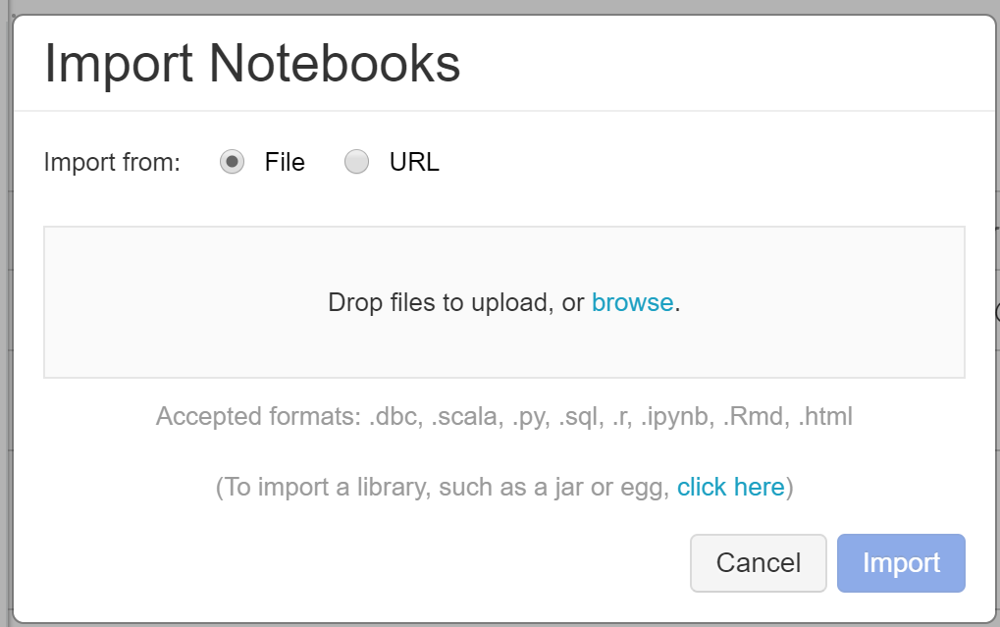 Import Notebooks
Import from: File URL
Drop files to upload, or browse.
Accepted formats: .dbc, .scala, .py, .sql, .r, .ipynb, .Rmd, .html
(To import a library, such as a jar or egg, click here)
Cancel Import